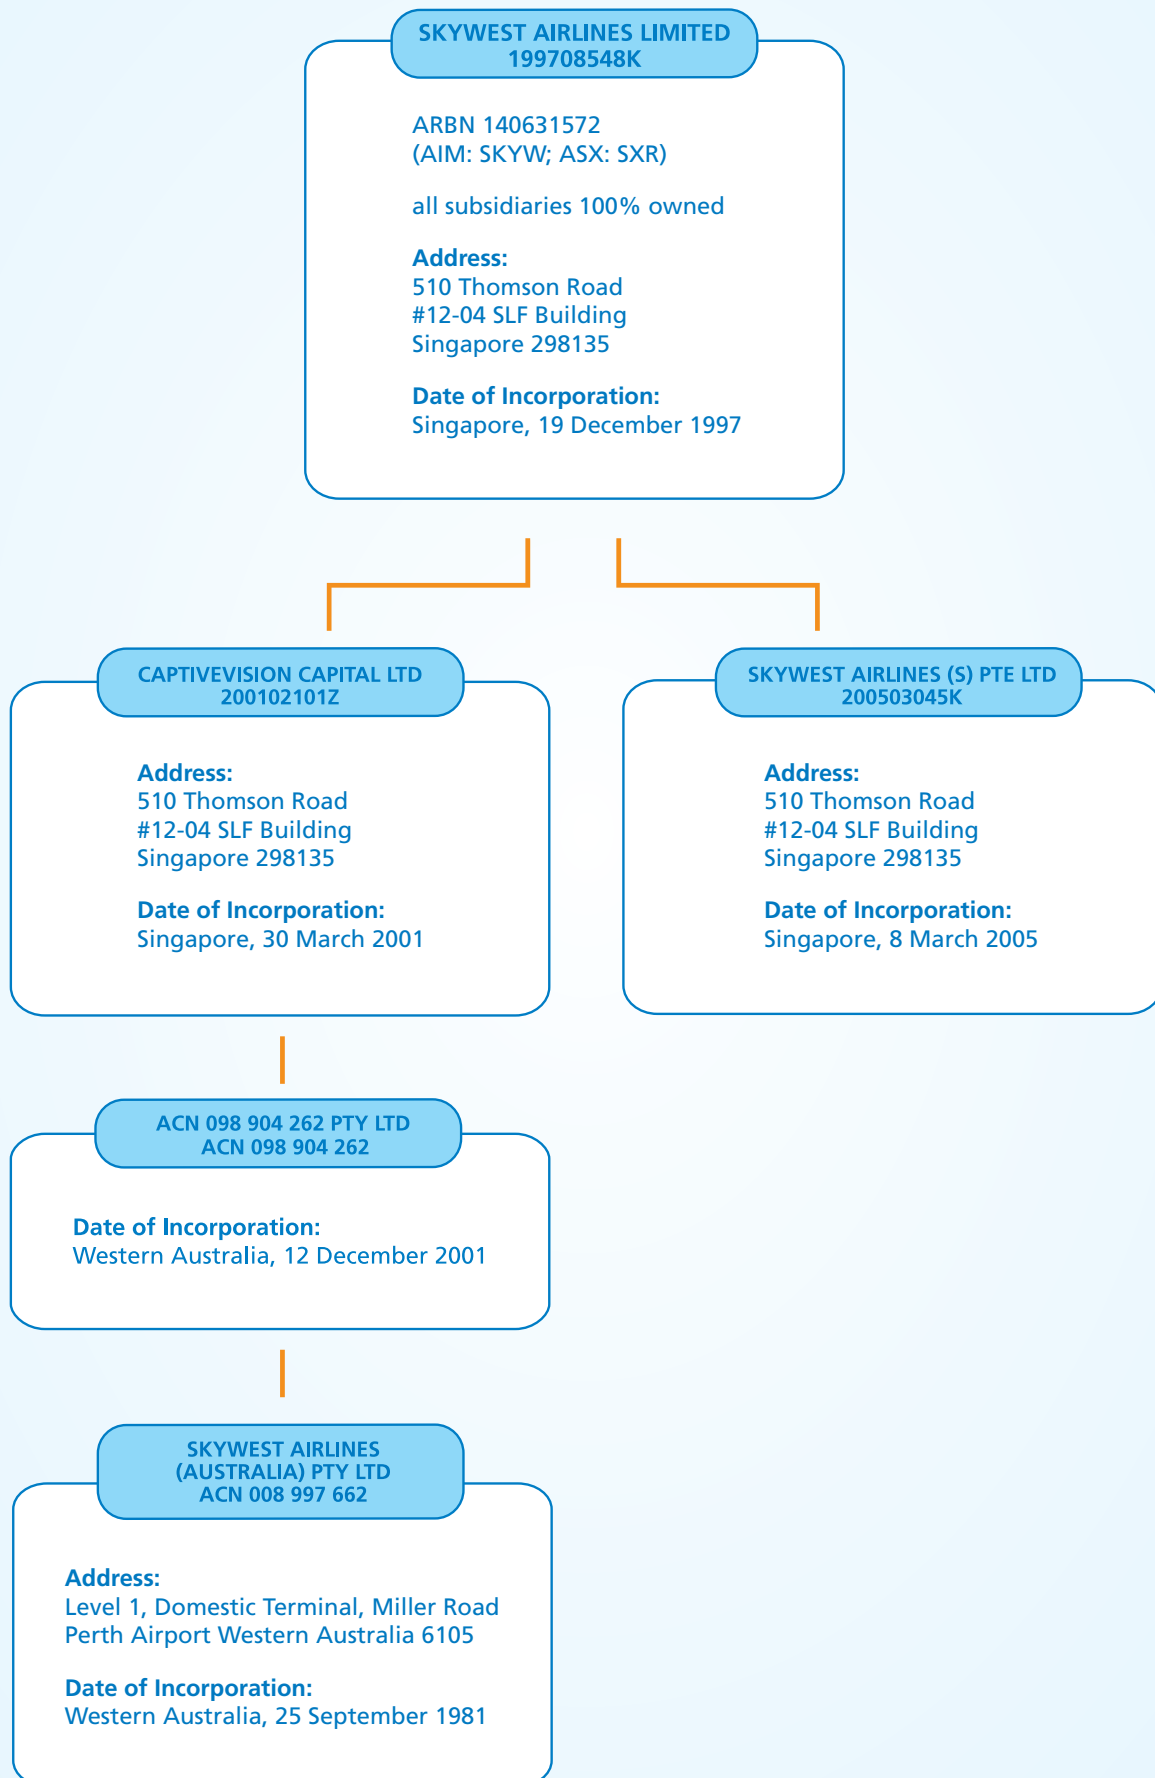 SKYWEST AIRLINES LIMITED
199708548K
ARBN 140631572
(AIM: SKYW; ASX: SXR)
all subsidiaries 100% owned
Address:
510 Thomson Road
#12-04 SLF Building
Singapore 298135
Date of Incorporation:
Singapore, 19 December 1997
CAPTIVEVISION CAPITAL LTD
200102101Z
Address:
510 Thomson Road
#12-04 SLF Building
Singapore 298135
Date of Incorporation:
Singapore, 30 March 2001
SKYWEST AIRLINES (S) PTE LTD
200503045K
Address:
510 Thomson Road
#12-04 SLF Building
Singapore 298135
Date of Incorporation:
Singapore, 8 March 2005
ACN 098 904 262 PTY LTD
ACN 098 904 262
Date of Incorporation:
Western Australia, 12 December 2001
SKYWEST AIRLINES
(AUSTRALIA) PTY LTD
ACN 008 997 662
Address:
Level 1, Domestic Terminal, Miller Road
Perth Airport Western Australia 6105
Date of Incorporation:
Western Australia, 25 September 1981